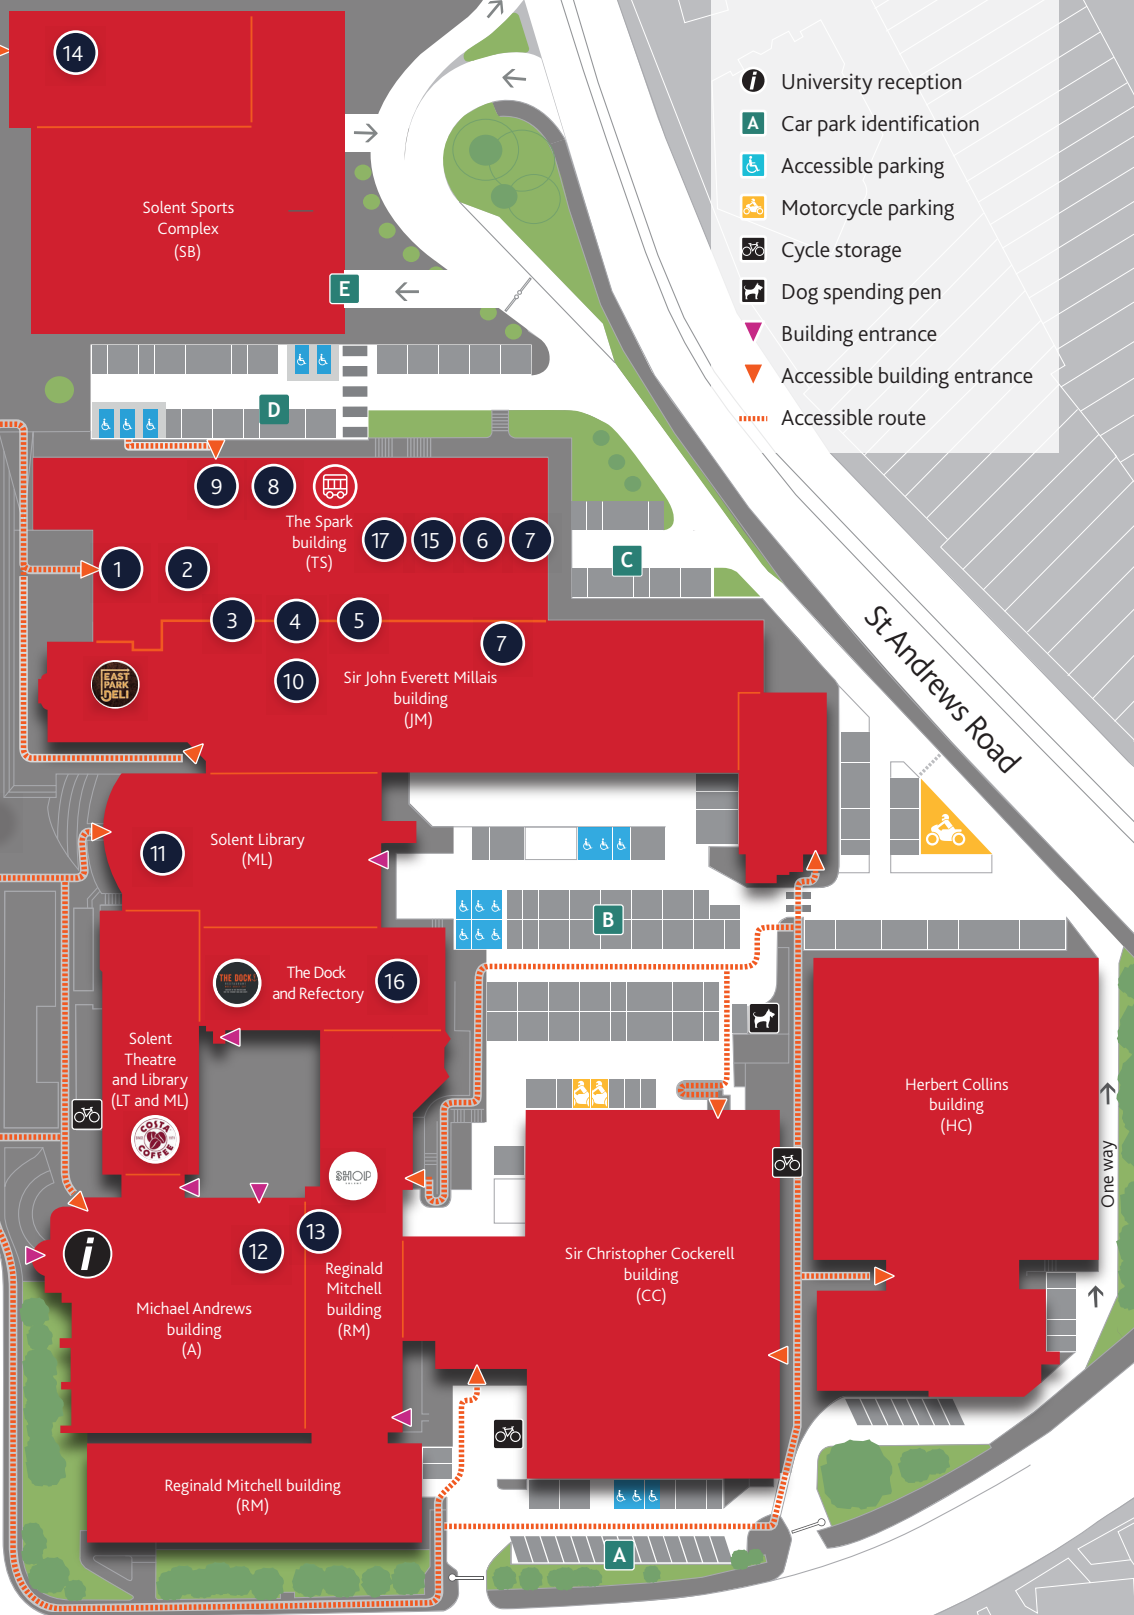 14
Solent Sports
Complex
(SB)
E
D
University reception
A
Car park identification
Accessible parking
Motorcycle parking
Cycle storage
Dog spending pen
Building entrance
Accessible building entrance
Accessible route
9
8
The Spark
building
(TS)
17
15
6
7
1
2
C
3
4
5
7
10
EAST
PARK
DELI
Sir John Everett Millais
building
(JM)
St Andrews Road
11
Solent Library
(ML)
B
THE DOCK
The Dock
and Refectory
16
Solent
Theatre
and Library
(LT and ML)
COSTA
COFFEE
Herbert Collins
building
(HC)
One way
SHOP
i
12
13
Reginald
Mitchell
building
(RM)
Michael Andrews
building
(A)
Sir Christopher Cockerell
building
(CC)
Reginald Mitchell building
(RM)
A